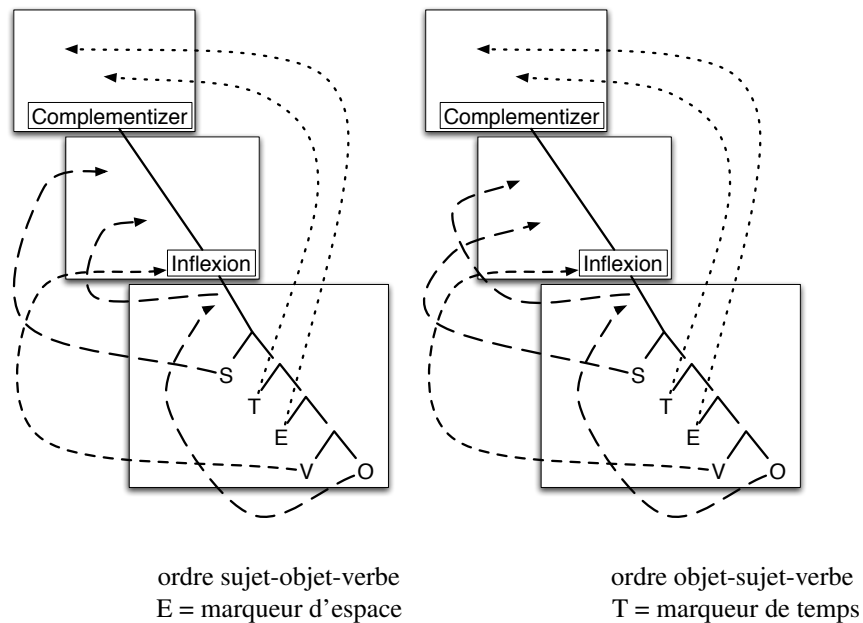 Complementizer
Inflexion
S
T
E
V
O
Complementizer
Inflexion
S
T
E
V
O
ordre sujet-objet-verbe
E = marqueur d'espace
ordre objet-sujet-verbe
T = marqueur de temps